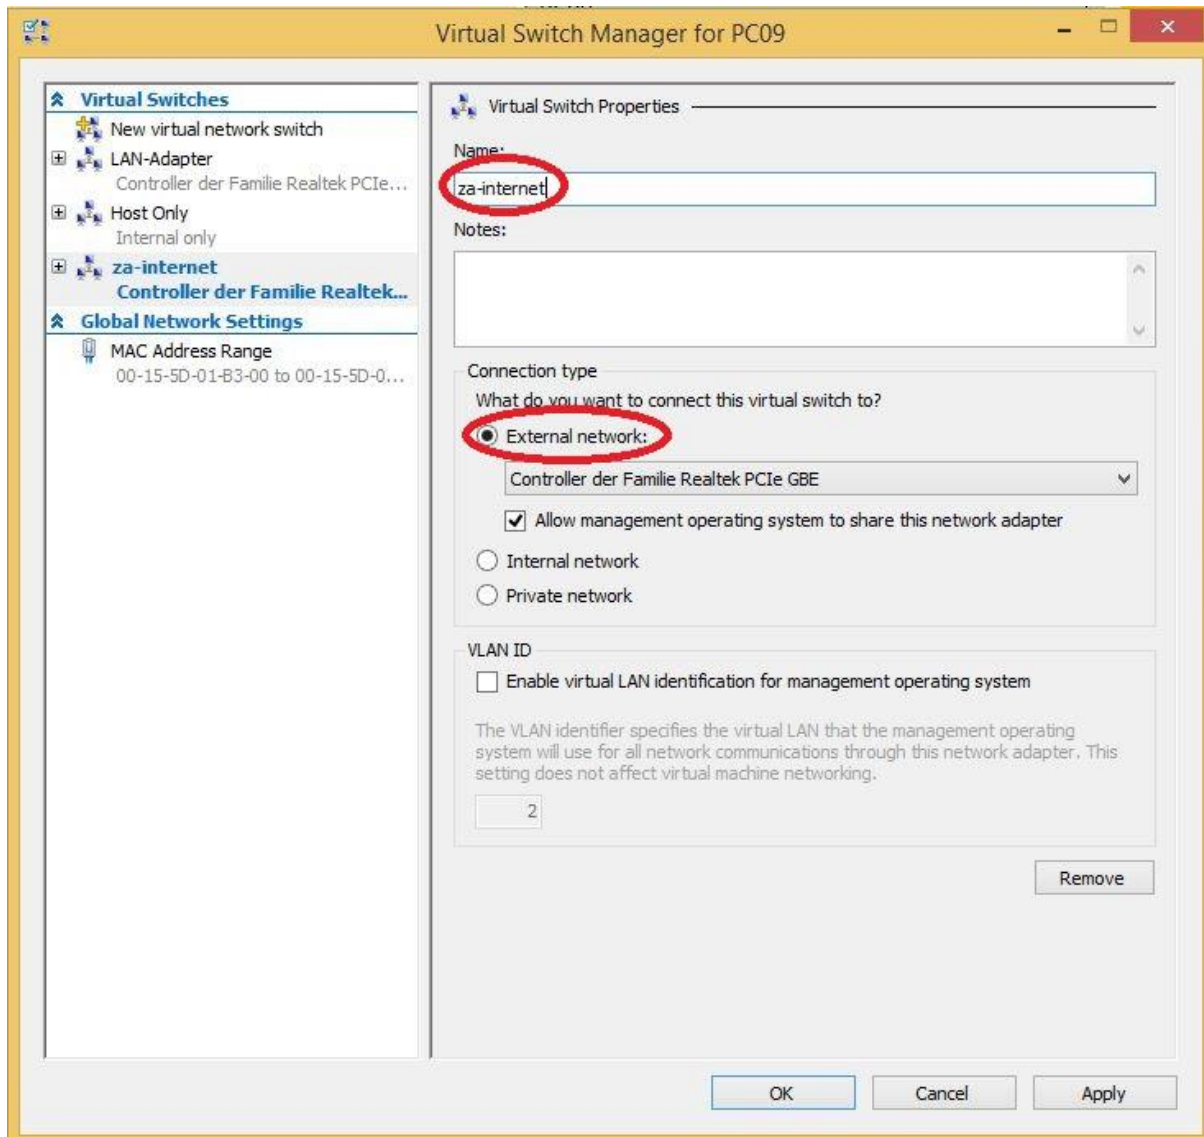 Virtual Switch Manager for PC09
Virtual Switches
New virtual network switch
LAN-Adapter
Controller der Familie Realtek PCIe...
Host Only
Internal only
za-internet
Controller der Familie Realtek...
Global Network Settings
MAC Address Range
00-15-5D-01-B3-00 to 00-15-5D-0...
Virtual Switch Properties
Name:
za-internet
Notes:
Connection type
What do you want to connect this virtual switch to?
External network:
Controller der Familie Realtek PCIe GBE
Allow management operating system to share this network adapter
Internal network
Private network
VLAN ID
Enable virtual LAN identification for management operating system
The VLAN identifier specifies the virtual LAN that the management operating
system will use for all network communications through this network adapter. This
setting does not affect virtual machine networking.
2
Remove
OK Cancel Apply